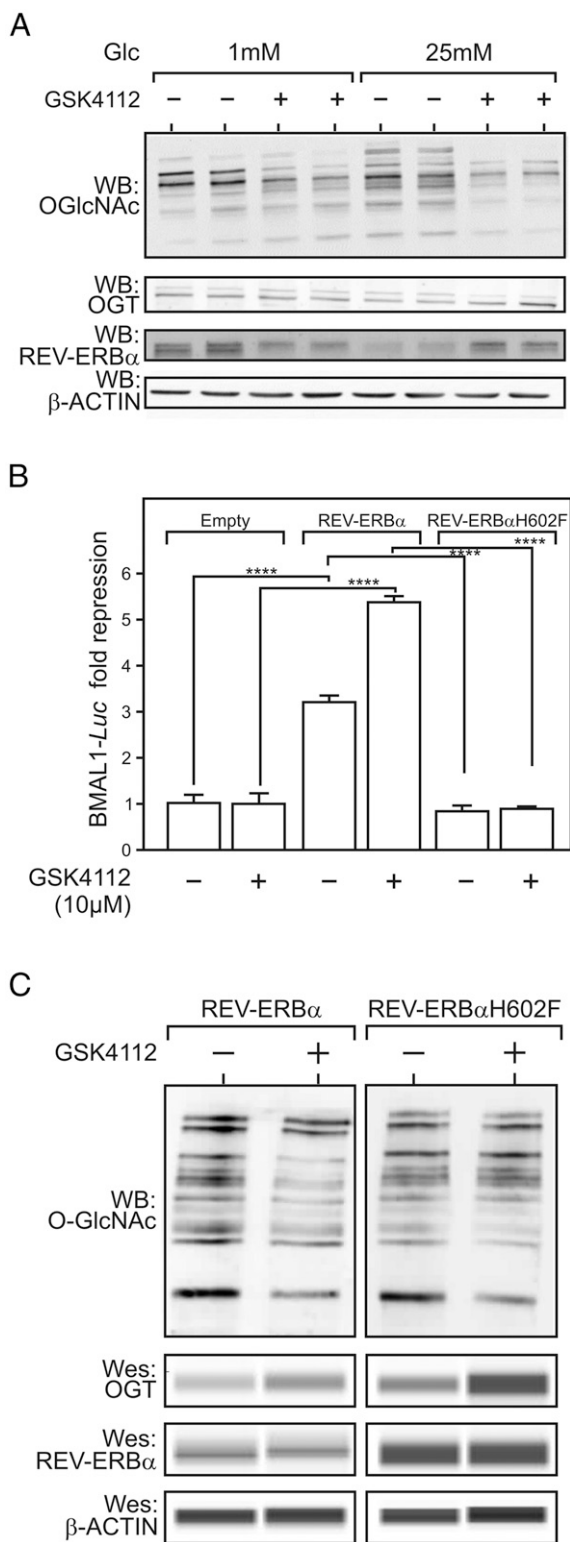 A
Glc 1mM 25mM
GSK4112 – – + + – – + +
WB:
OGlcNAc
WB:
OGT
WB:
REV-ERBα
WB:
β-ACTIN
B
Empty REV-ERBα REV-ERBαH602F
**** **** **** ****
BMAL1-Luc fold repression
6
5
4
3
2
1
0
GSK4112 – + – + – +
(10μM)
C
REV-ERBα REV-ERBαH602F
GSK4112 – + – +
WB:
O-GlcNAc
Wes:
OGT
Wes:
REV-ERBα
Wes:
β-ACTIN